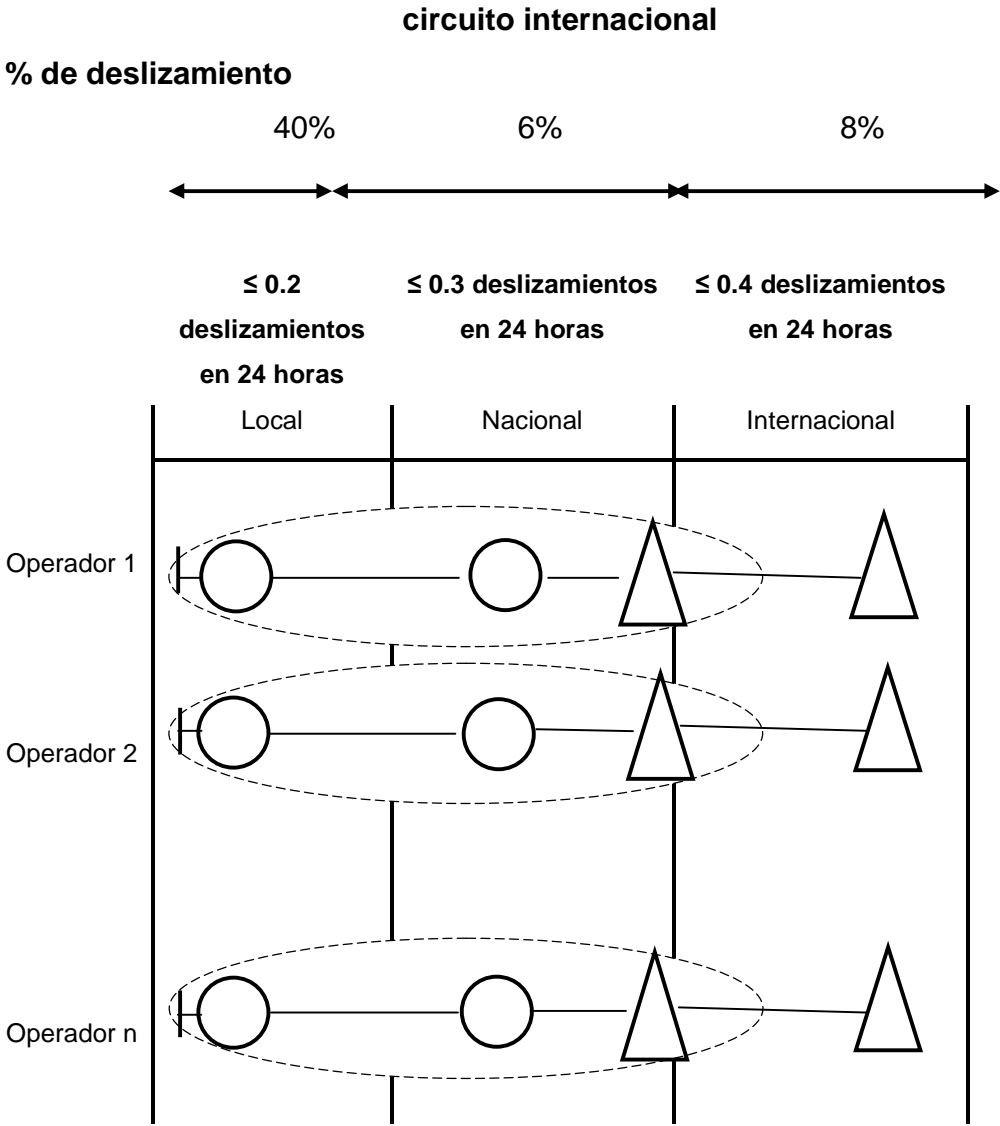 circuito internacional
% de deslizamiento
40% 6% 8%
≤ 0.2
deslizamientos
en 24 horas
≤ 0.3 deslizamientos
en 24 horas
≤ 0.4 deslizamientos
en 24 horas
Local Nacional Internacional
Operador 1
Operador 2
Operador n